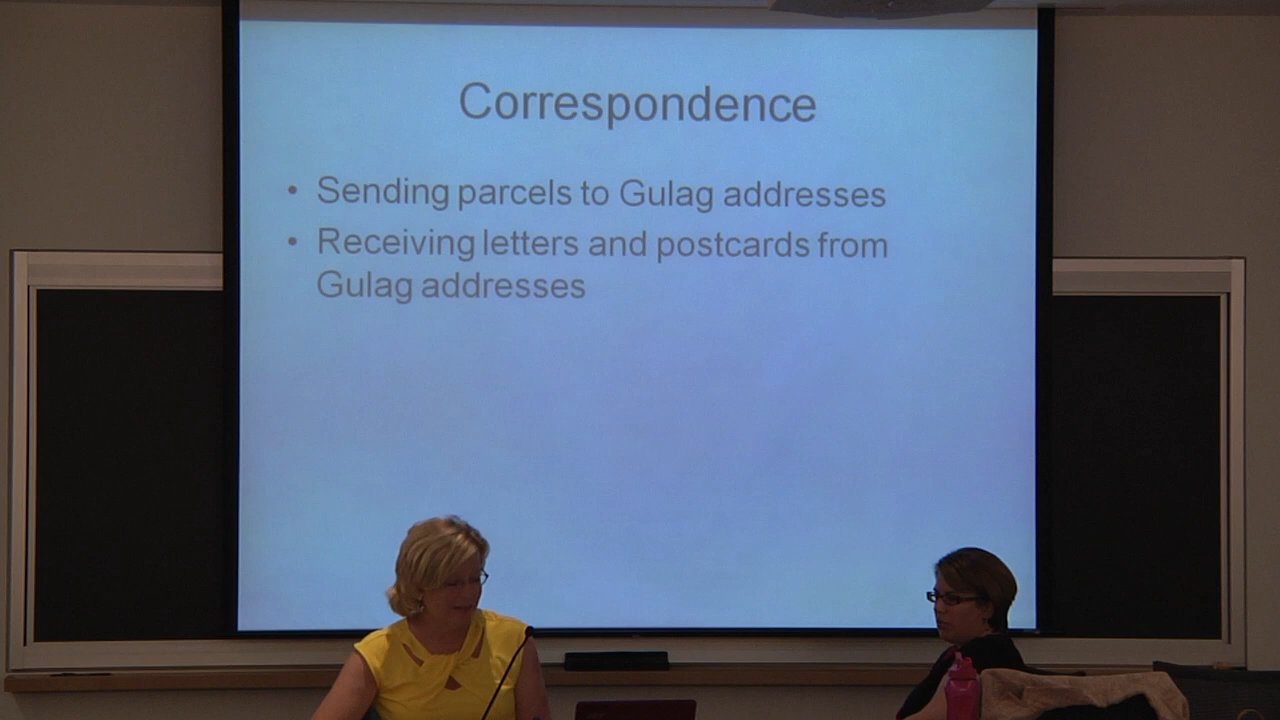 Correspondence
• Sending parcels to Gulag addresses
• Receiving letters and postcards from
Gulag addresses